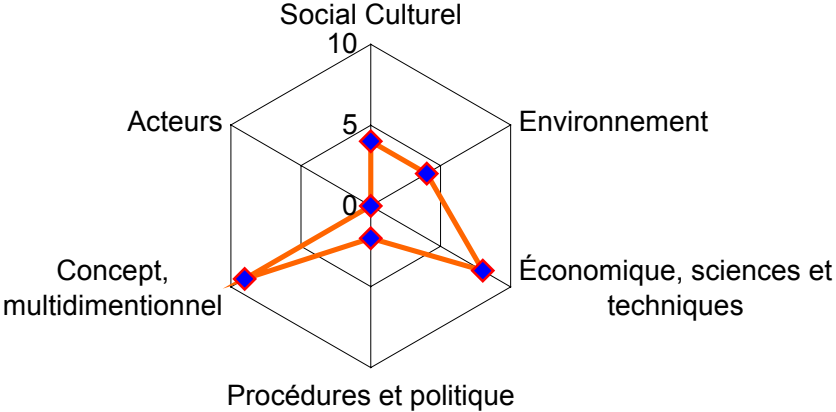 Social Culturel
10
Acteurs
5
Environnement
0
Concept,
multidimentionnel
Économique, sciences et
techniques
Procédures et politique